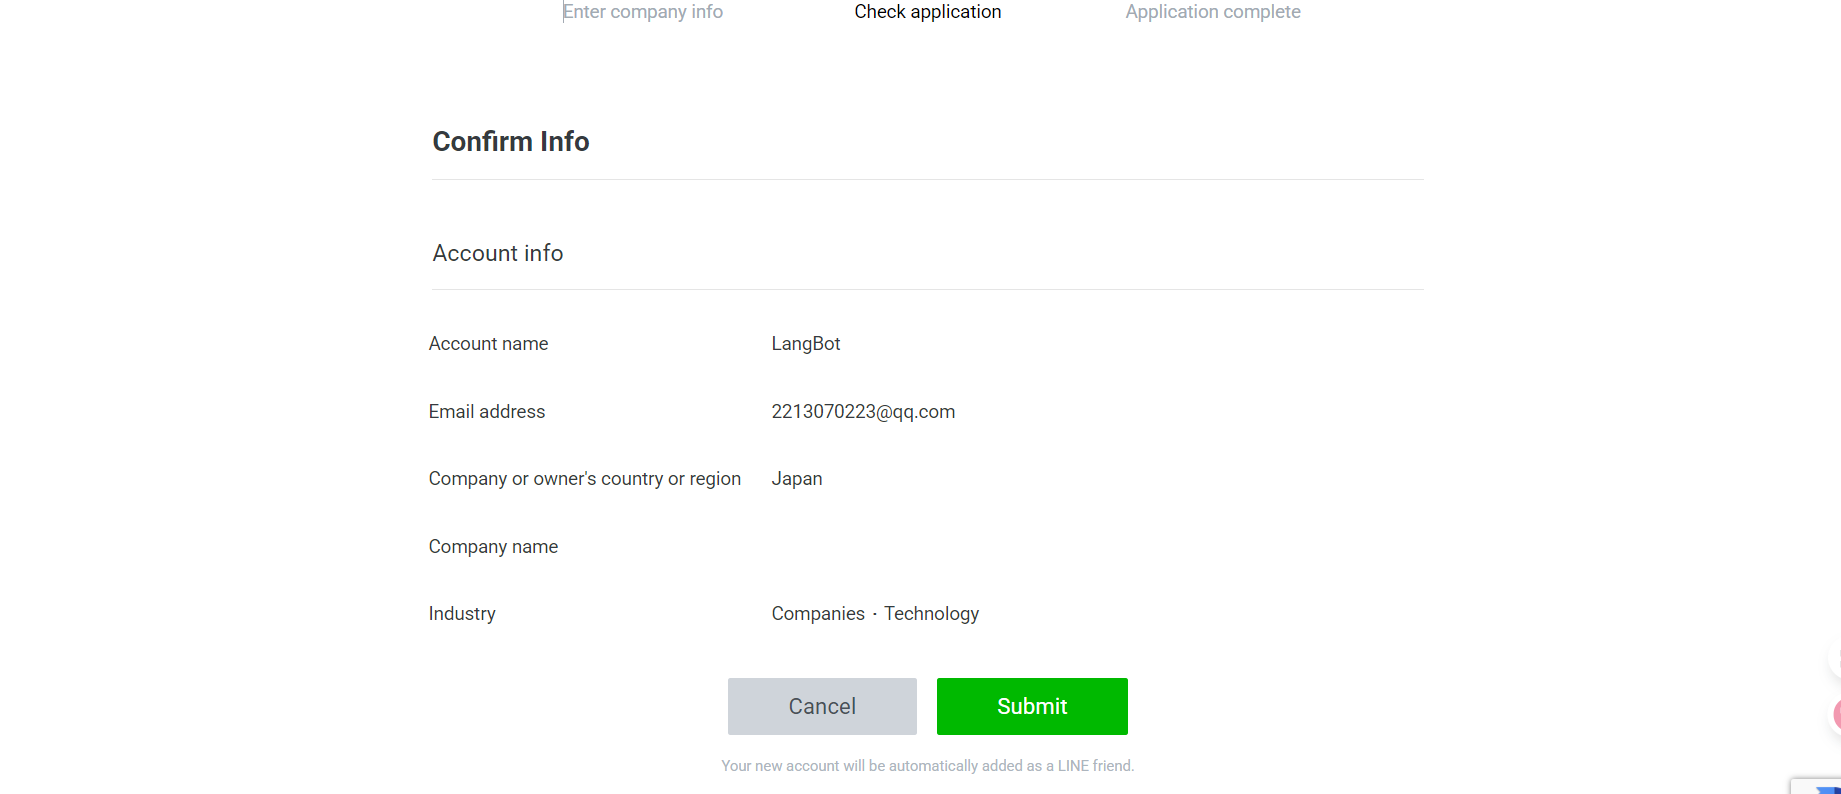 Enter company info
Check application
Application complete
Confirm Info
Account info
Account name LangBot
Email address 2213070223@qq.com
Company or owner's country or region Japan
Company name
Industry Companies・Technology
Cancel Submit
Your new account will be automatically added as a LINE friend.